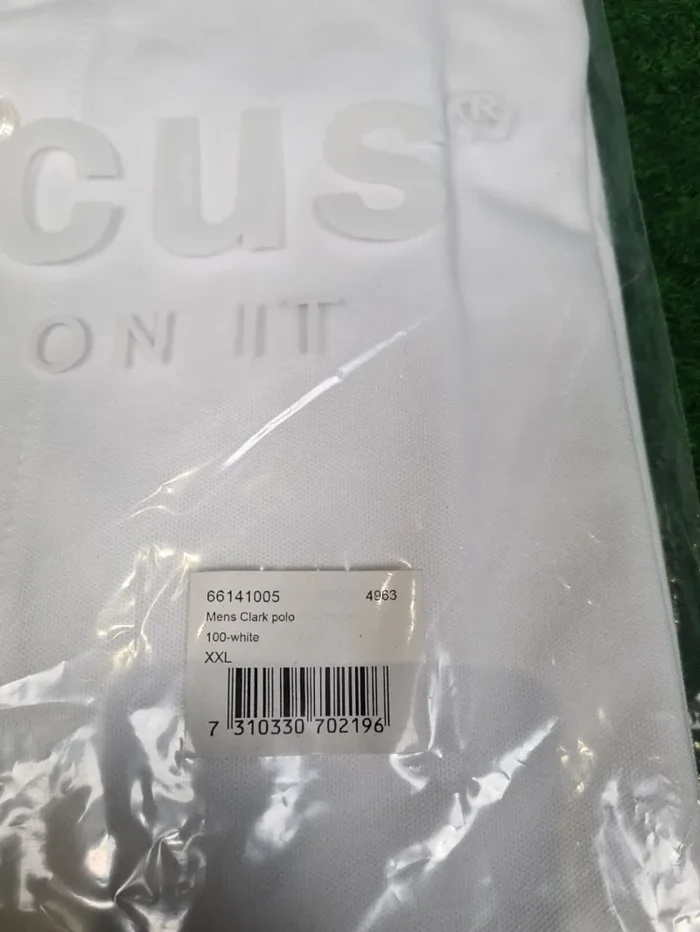 cus®
ON IT
66141005 4963
Mens Clark polo
100-white
XXL
7 310330 702196